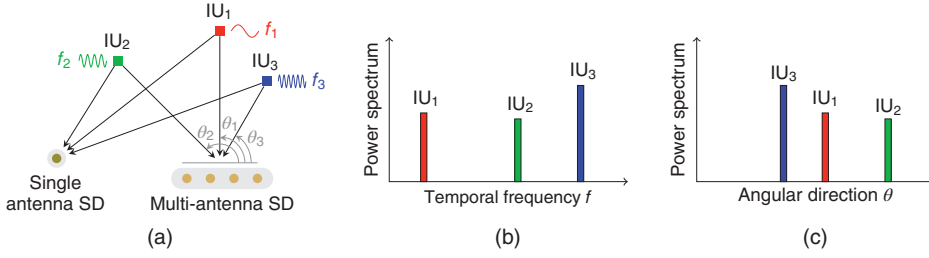 IU1
f1
IU2
f2
IU3
f3
θ1
θ2
θ3
Single
antenna SD
Multi-antenna SD
(a)
Power spectrum
IU1
IU2
IU3
Temporal frequency f
(b)
Power spectrum
IU3
IU1
IU2
Angular direction θ
(c)